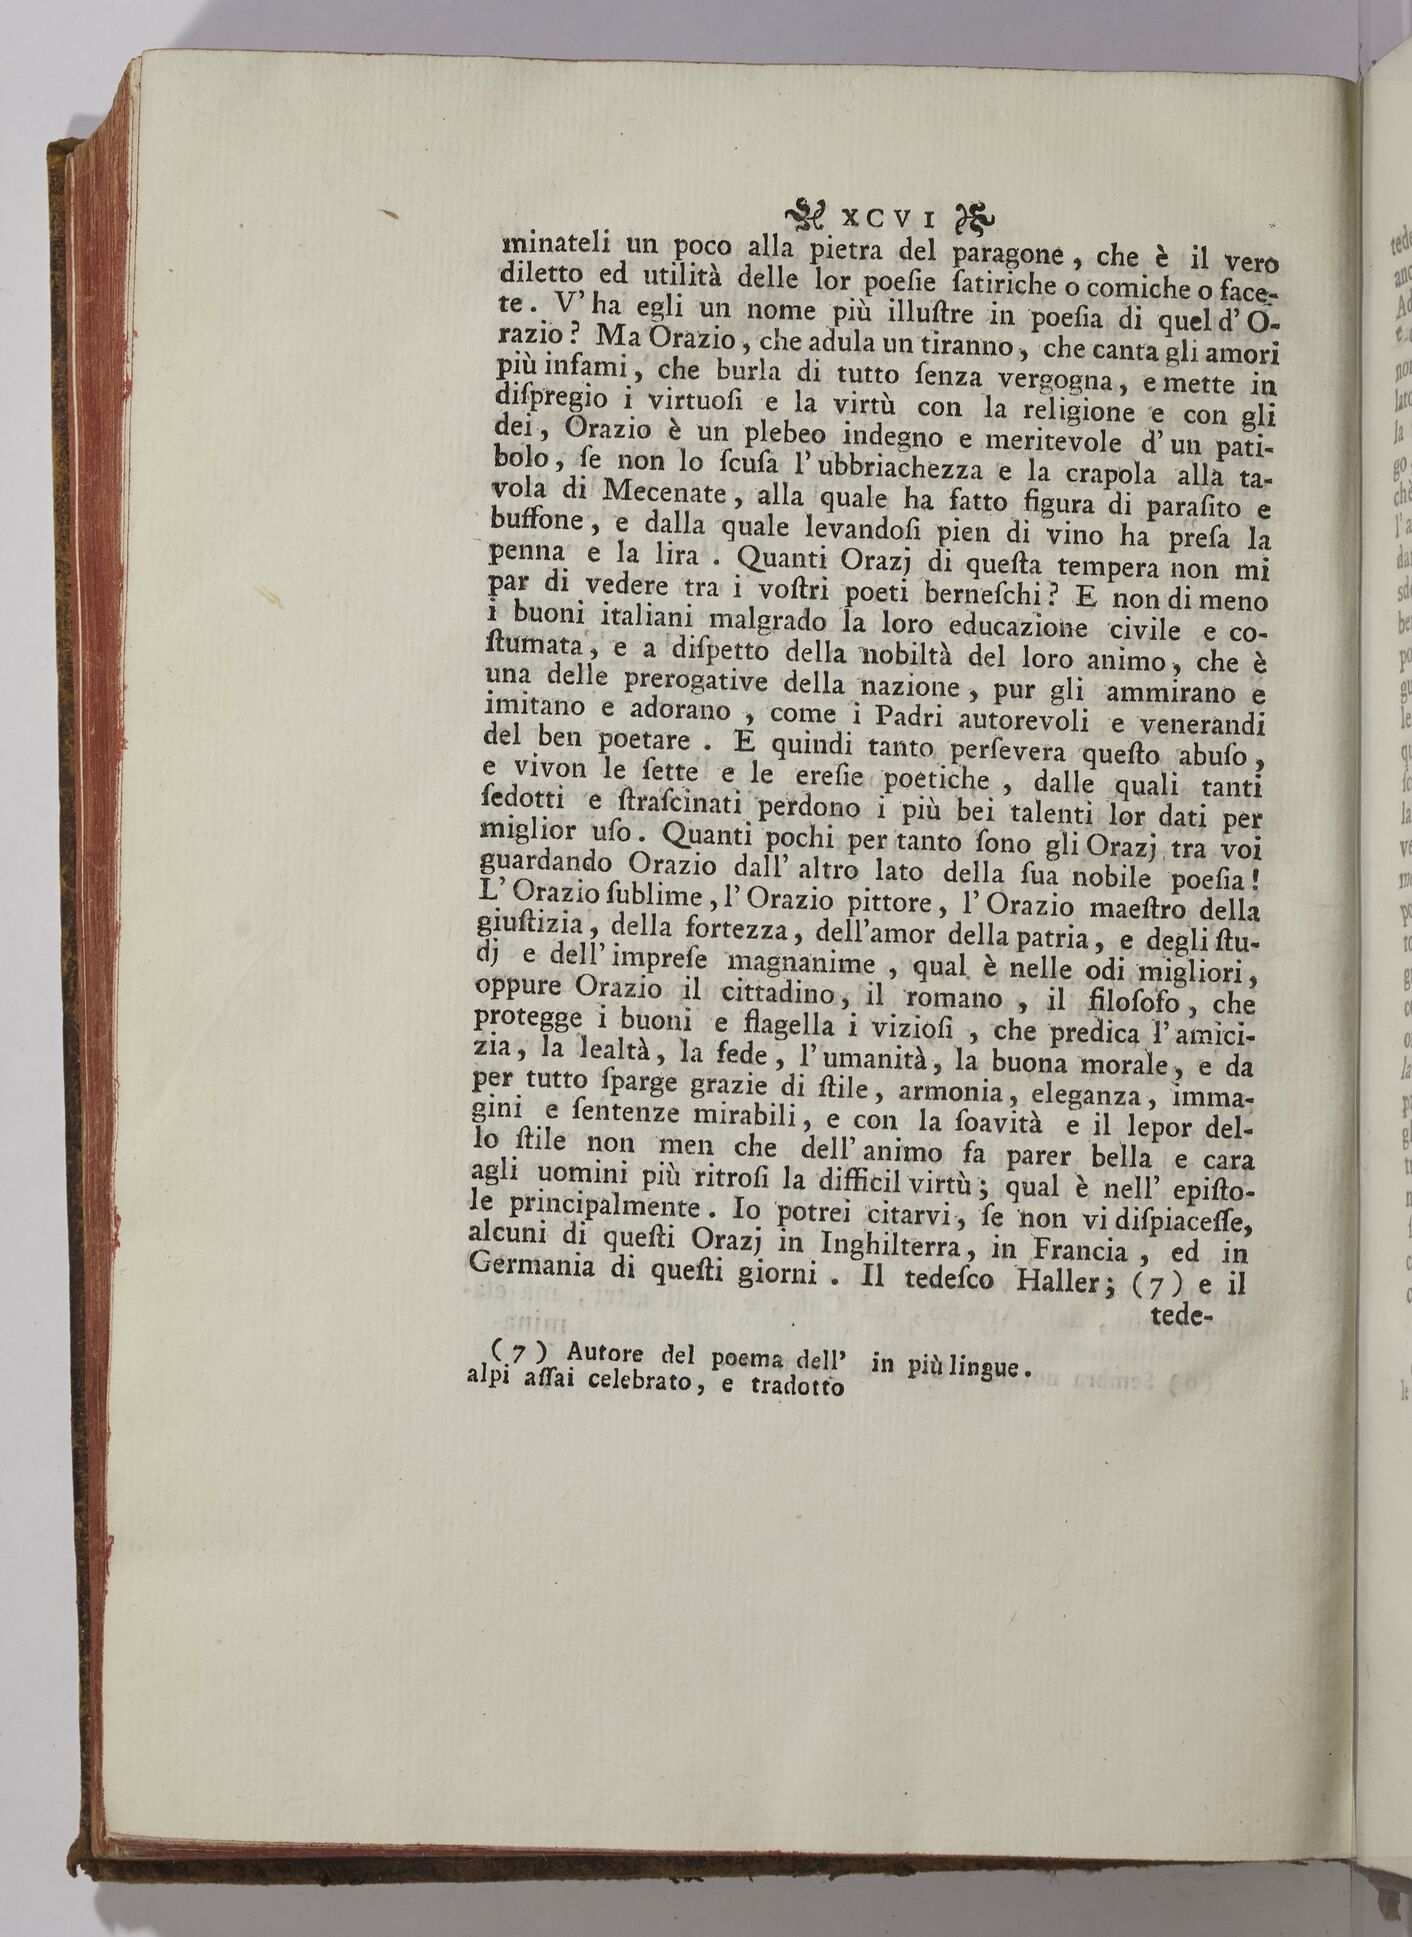 XCVI
minateli un poco alla pietra del paragone, che è il vero
diletto ed utilità delle lor poeſie ſatiriche o comiche o face-
te. V' ha egli un nome più illuſtre in poeſia di quel d' O-
razio? Ma Orazio, che adula un tiranno, che canta gli amori
più infami, che burla di tutto ſenza vergogna, e mette in
diſpregio i virtuoſi e la virtù con la religione e con gli
dei, Orazio è un plebeo indegno e meritevole d' un pati-
bolo, ſe non lo ſcuſa l' ubbriachezza e la crapola alla ta-
vola di Mecenate, alla quale ha fatto figura di paraſito e
buffone, e dalla quale levandoſi pien di vino ha preſa la
penna e la lira. Quanti Orazj di queſta tempera non mi
par di vedere tra i voſtri poeti berneſchi? E non di meno
i buoni italiani malgrado la loro educazione civile e co-
ſtumata, e a diſpetto della nobiltà del loro animo, che è
una delle prerogative della nazione, pur gli ammirano e
imitano e adorano, come i Padri autorevoli e venerandi
del ben poetare. E quindi tanto perſevera queſto abuſo,
e vivon le ſette e le ereſie poetiche, dalle quali tanti
ſedotti e ſtraſcinati perdono i più bei talenti lor dati per
miglior uſo. Quanti pochi per tanto ſono gli Orazj tra voi
guardando Orazio dall' altro lato della ſua nobile poeſia!
L' Orazio ſublime, l' Orazio pittore, l' Orazio maeſtro della
giuſtizia, della fortezza, dell'amor della patria, e degli ſtu-
dj e dell' impreſe magnanime, qual è nelle odi migliori,
oppure Orazio il cittadino, il romano, il filoſofo, che
protegge i buoni e flagella i vizioſi, che predica l' amici-
zia, la lealtà, la fede, l' umanità, la buona morale, e da
per tutto ſparge grazie di ſtile, armonia, eleganza, imma-
gini e ſentenze mirabili, e con la ſoavità e il lepor del-
lo ſtile non men che dell' animo fa parer bella e cara
agli uomini più ritroſi la difficil virtù; qual è nell' epiſto-
le principalmente. Io potrei citarvi, ſe non vi diſpiaceſſe,
alcuni di queſti Orazj in Inghilterra, in Francia, ed in
Germania di queſti giorni. Il tedeſco Haller; (7) e il
tede-
(7) Autore del poema dell'
alpi aſſai celebrato, e tradotto
in più lingue.